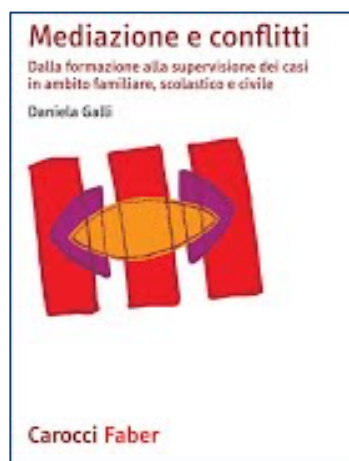 Mediazione e conflitti
Dalla formazione alla supervisione dei casi
in ambito familiare, scolastico e civile
Daniela Galli
Carocci Faber